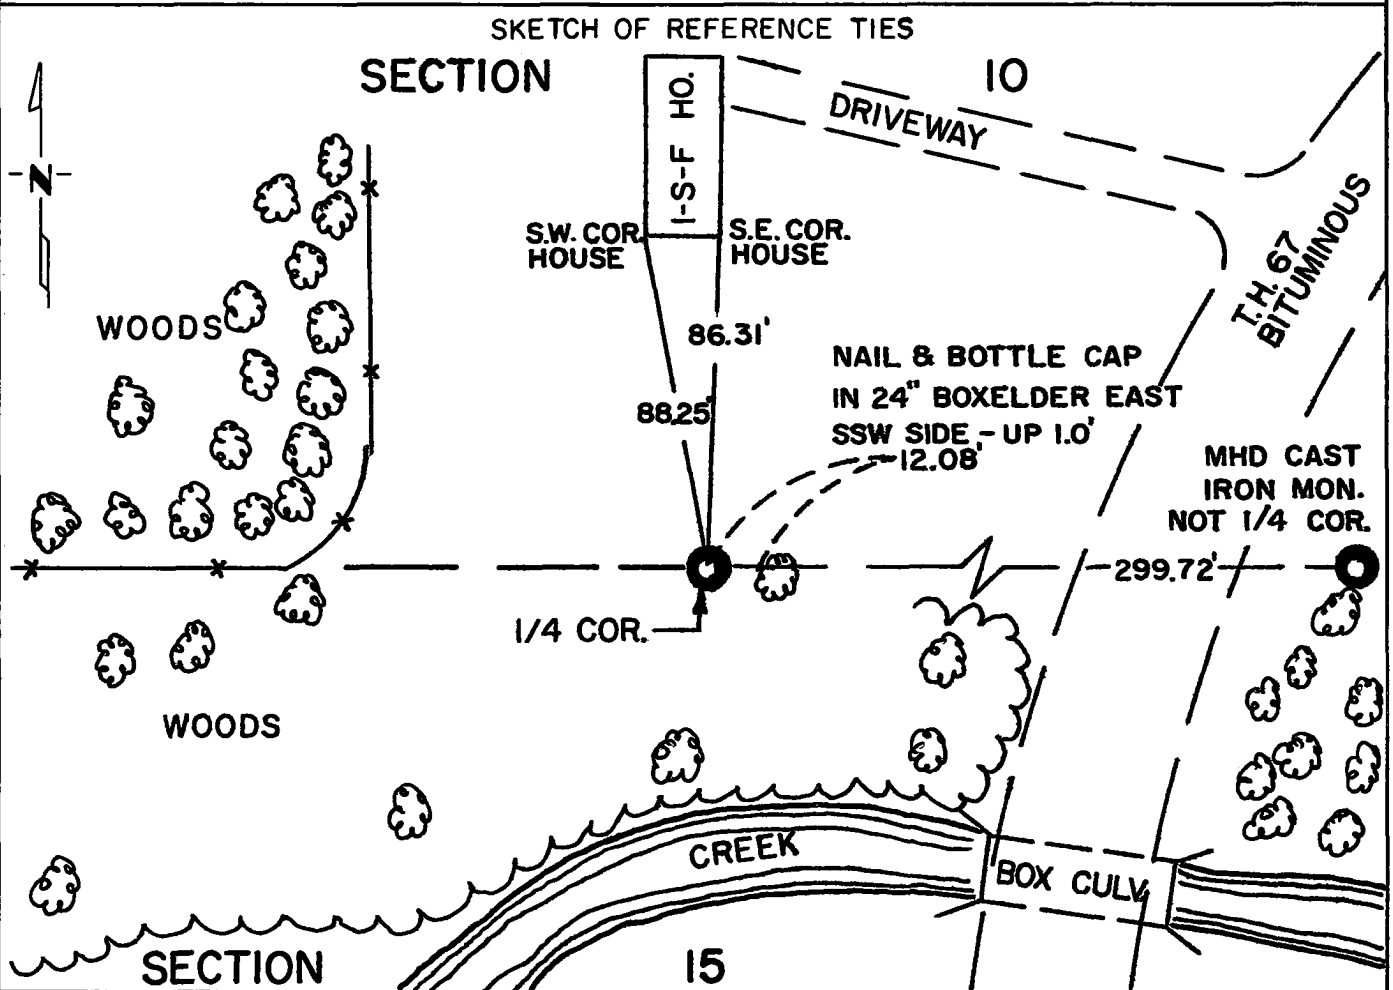 SKETCH OF REFERENCE TIES
SECTION 10
1-S-F HO.
DRIVEWAY
N
S.W. COR.
HOUSE
S.E. COR.
HOUSE
T.H. 67
BITUMINOUS
WOODS
86.31'
88.25'
NAIL & BOTTLE CAP
IN 24" BOXELDER EAST
SSW SIDE - UP 1.0'
12.08'
MHD CAST
IRON MON.
NOT 1/4 COR.
299.72'
1/4 COR.
WOODS
CREEK
BOX CULV.
SECTION 15